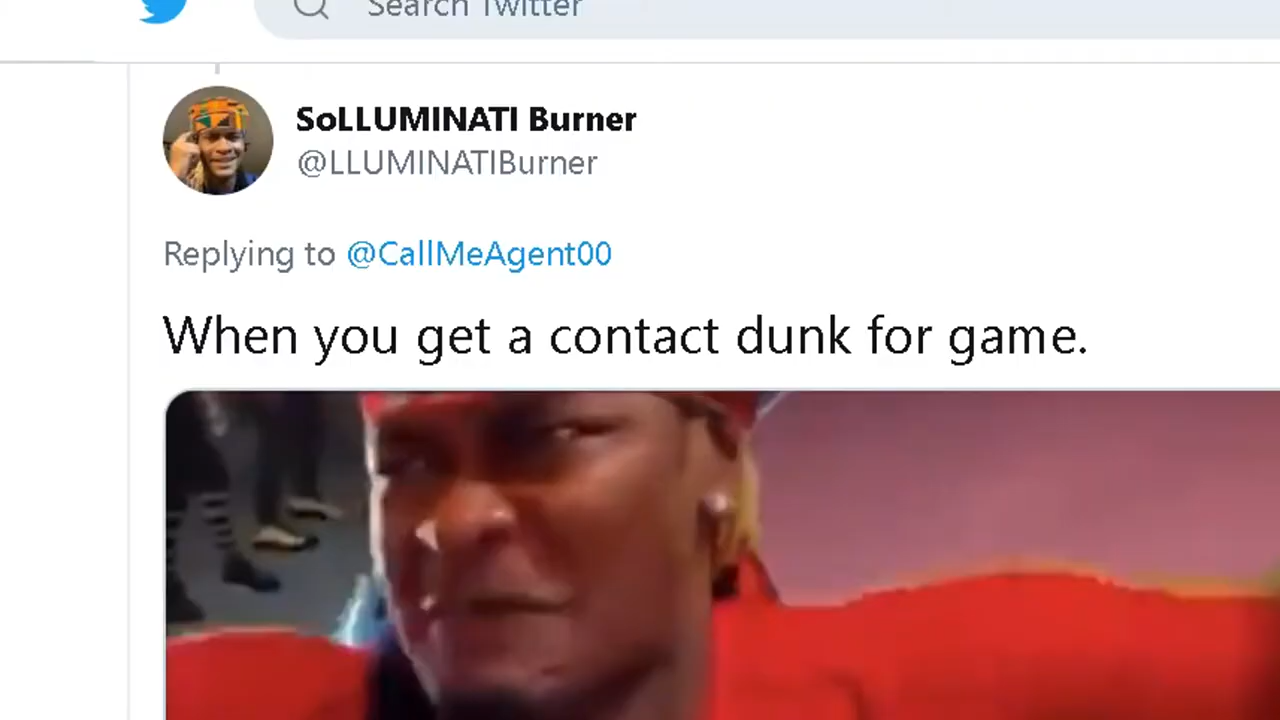 Search Twitter
SoLLUMINATI Burner
@LLUMINATIBurner
Replying to @CallMeAgent00
When you get a contact dunk for game.